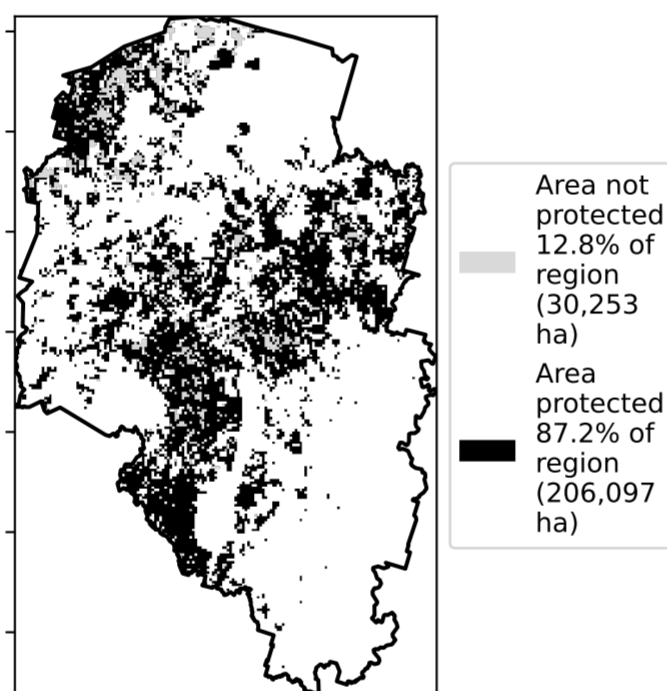 Area not
protected
12.8% of
region
(30,253
ha)
Area
protected
87.2% of
region
(206,097
ha)